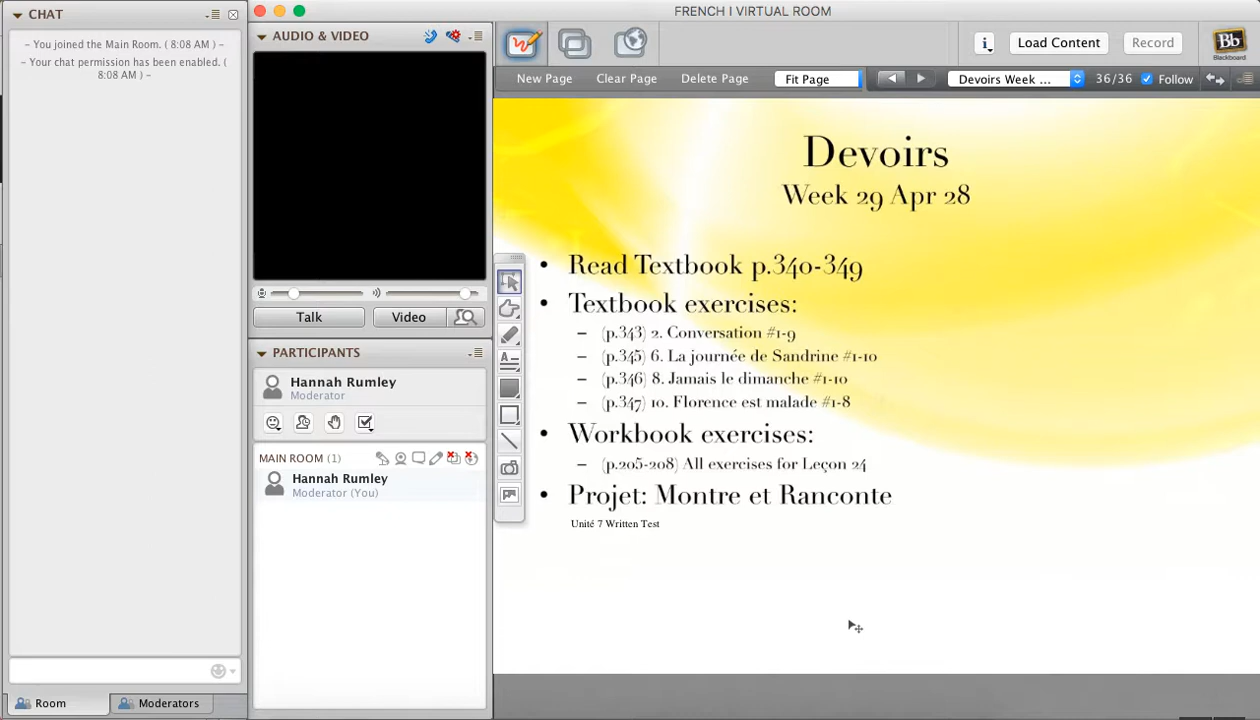 CHAT
– You joined the Main Room. ( 8:08 AM ) –
– Your chat permission has been enabled. (
8:08 AM ) –
Room
Moderators
FRENCH I VIRTUAL ROOM
AUDIO & VIDEO
Talk
Video
PARTICIPANTS
Hannah Rumley
Moderator
MAIN ROOM (1)
Hannah Rumley
Moderator (You)
i
Load Content
Record
Bb
Blackboard
New Page
Clear Page
Delete Page
Fit Page
Devoirs Week ...
36/36
Follow
Devoirs
Week 29 Apr 28
• Read Textbook p.340-349
• Textbook exercises:
– (p.343) 2. Conversation #1-9
– (p.345) 6. La journée de Sandrine #1-10
– (p.346) 8. Jamais le dimanche #1-10
– (p.347) 10. Florence est malade #1-8
• Workbook exercises:
– (p.205-208) All exercises for Leçon 24
• Projet: Montre et Ranconte
Unité 7 Written Test